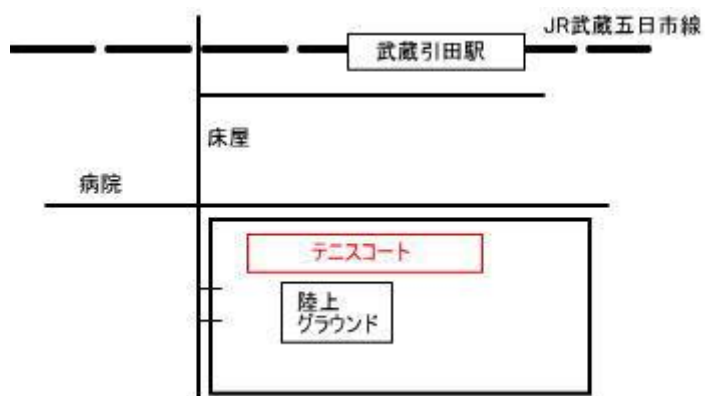 JR武蔵五日市線
武蔵引田駅
床屋
病院
テニスコート
陸上
グラウンド